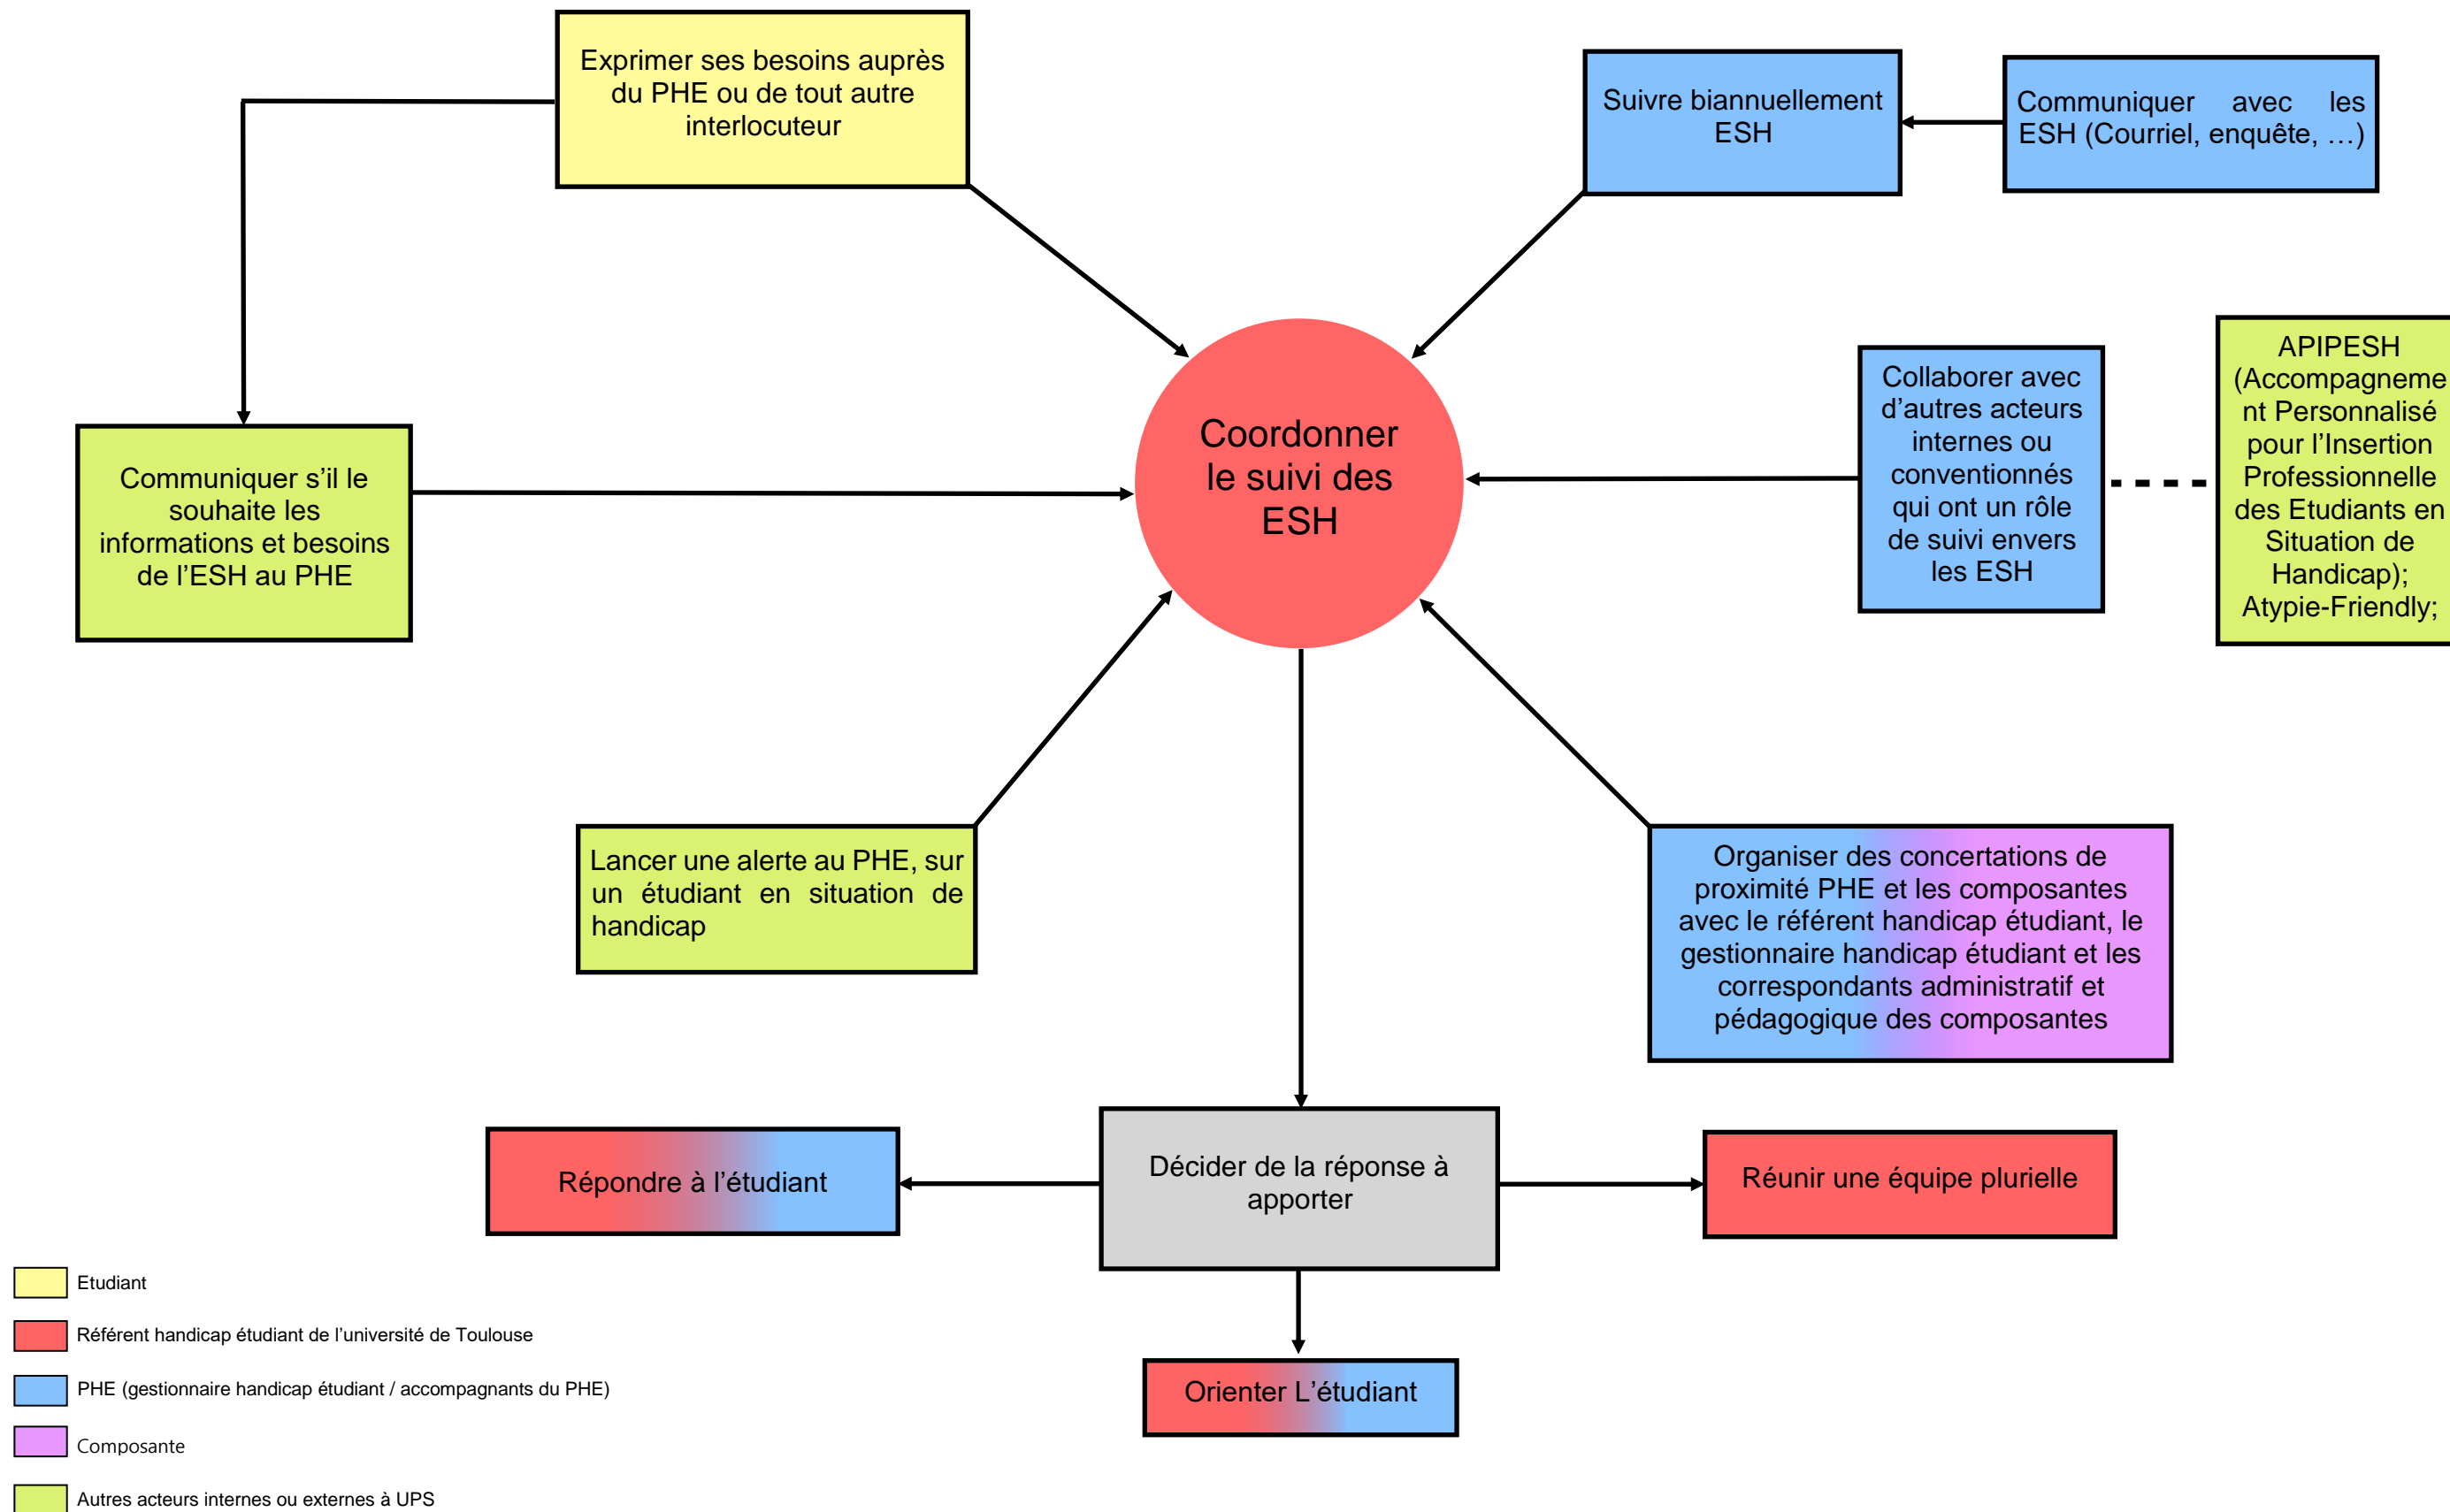 Exprimer ses besoins auprès
du PHE ou de tout autre
interlocuteur
Suivre biannuellement
ESH
Communiquer avec les
ESH (Courriel, enquête, …)
Communiquer s’il le
souhaite les
informations et besoins
de l’ESH au PHE
Coordonner
le suivi des
ESH
Collaborer avec
d’autres acteurs
internes ou
conventionnés
qui ont un rôle
de suivi envers
les ESH
APIPESH
(Accompagneme
nt Personnalisé
pour l’Insertion
Professionnelle
des Etudiants en
Situation de
Handicap);
Atypie-Friendly;
Lancer une alerte au PHE, sur
un étudiant en situation de
handicap
Organiser des concertations de
proximité PHE et les composantes
avec le référent handicap étudiant, le
gestionnaire handicap étudiant et les
correspondants administratif et
pédagogique des composantes
Répondre à l’étudiant
Décider de la réponse à
apporter
Réunir une équipe plurielle
Orienter L’étudiant
Etudiant
Référent handicap étudiant de l’université de Toulouse
PHE (gestionnaire handicap étudiant / accompagnants du PHE)
Composante
Autres acteurs internes ou externes à UPS